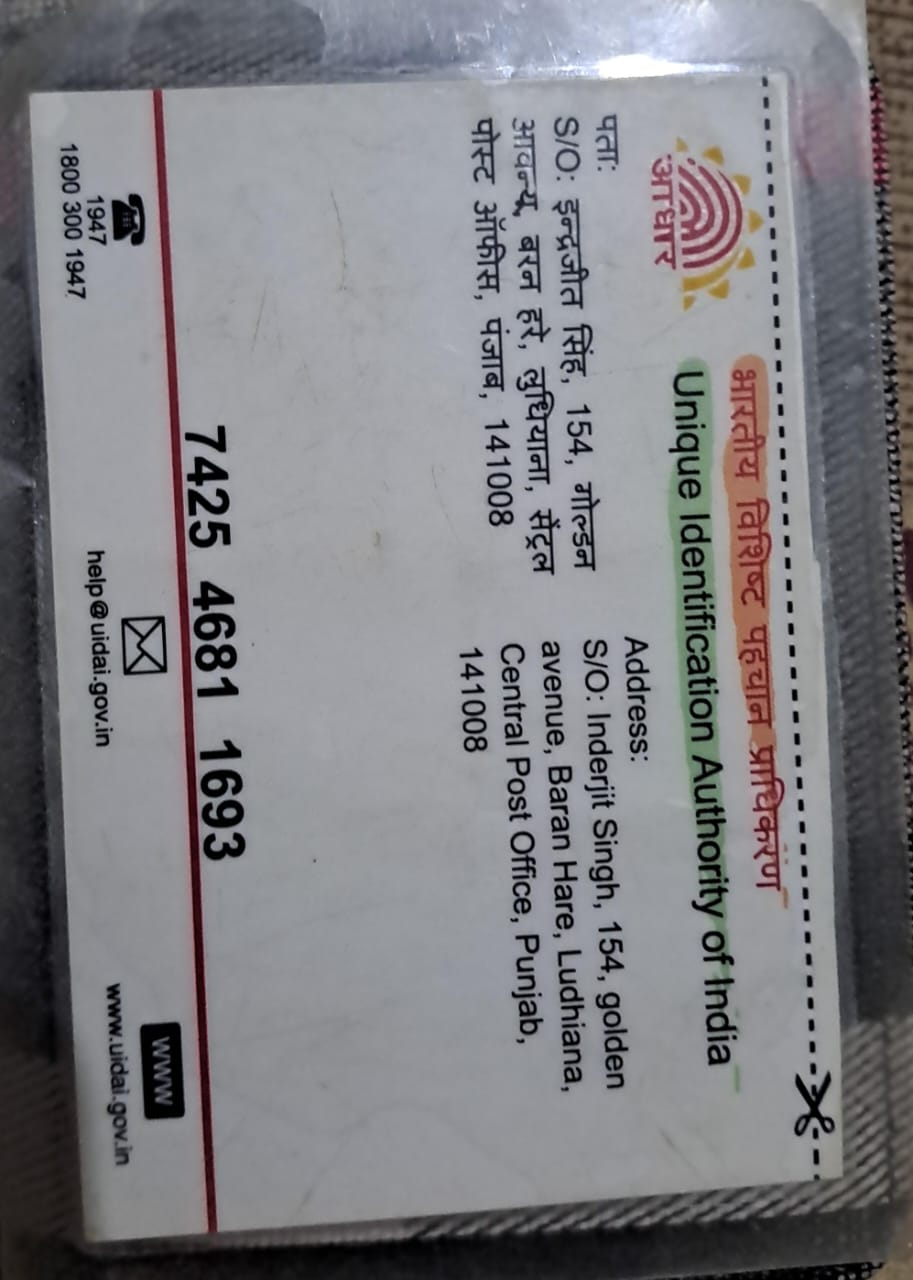 आधार
भारतीय विशिष्ट पहचान प्राधिकरण
Unique Identification Authority of India
पता:
S/O: इन्द्रजीत सिंह, 154, गोल्डन
आवन्यू, बरन हरे, लुधियाना, सेंट्रल
पोस्ट ऑफीस, पंजाब, 141008
Address:
S/O: Inderjit Singh, 154, golden
avenue, Baran Hare, Ludhiana,
Central Post Office, Punjab,
141008
7425 4681 1693
1947
1800 300 1947
help@uidai.gov.in
WWW
www.uidai.gov.in